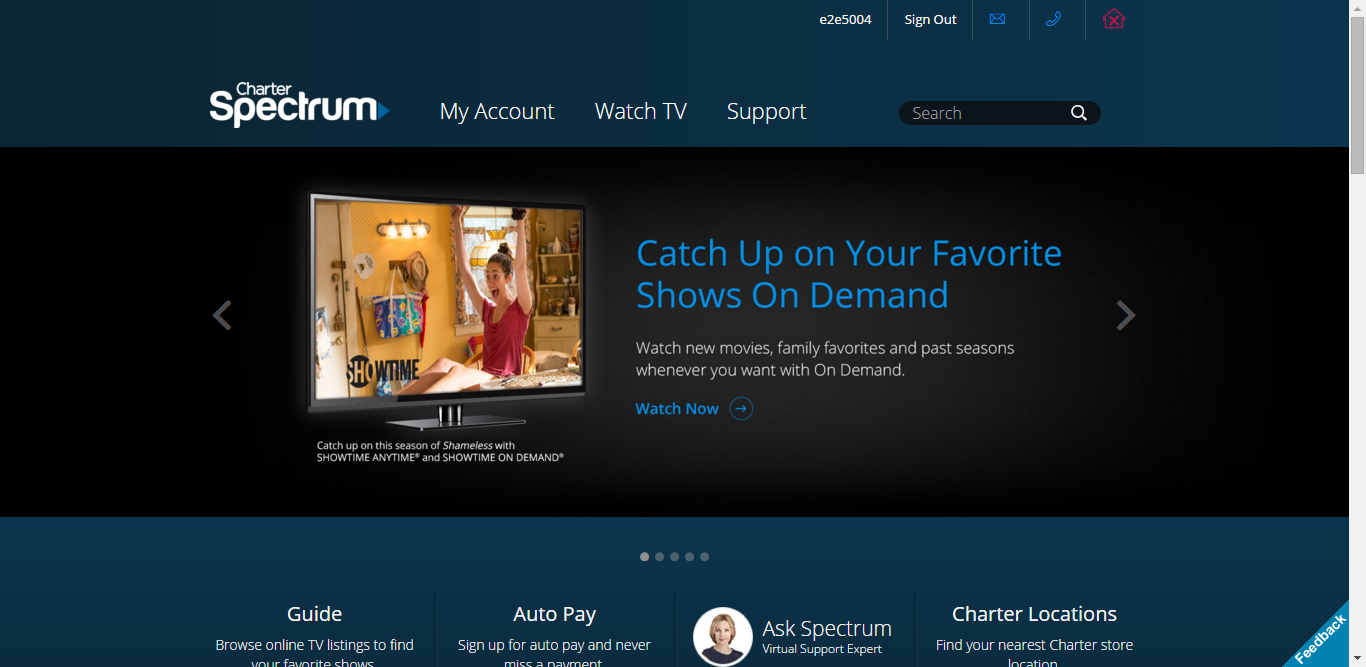 e2e5004
Sign Out
Charter
Spectrum
My Account
Watch TV
Support
Search
SHOWTIME
Catch up on this season of Shameless with
SHOWTIME ANYTIME® and SHOWTIME ON DEMAND®
Catch Up on Your Favorite
Shows On Demand
Watch new movies, family favorites and past seasons
whenever you want with On Demand.
Watch Now
Guide
Browse online TV listings to find
your favorite shows
Auto Pay
Sign up for auto pay and never
miss a payment
Ask Spectrum
Virtual Support Expert
Charter Locations
Find your nearest Charter store
location
Feedback